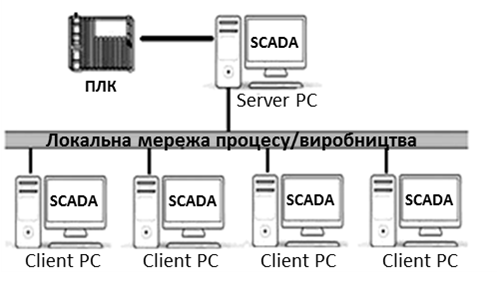 SCADA
ПЛК
Server PC
Локальна мережа процесу/виробництва
SCADA SCADA SCADA SCADA
Client PC Client PC Client PC Client PC